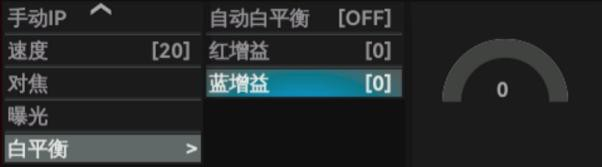 手动IP
速度 [20]
对焦
曝光
白平衡 >
自动白平衡 [OFF]
红增益 [0]
蓝增益 [0]
0